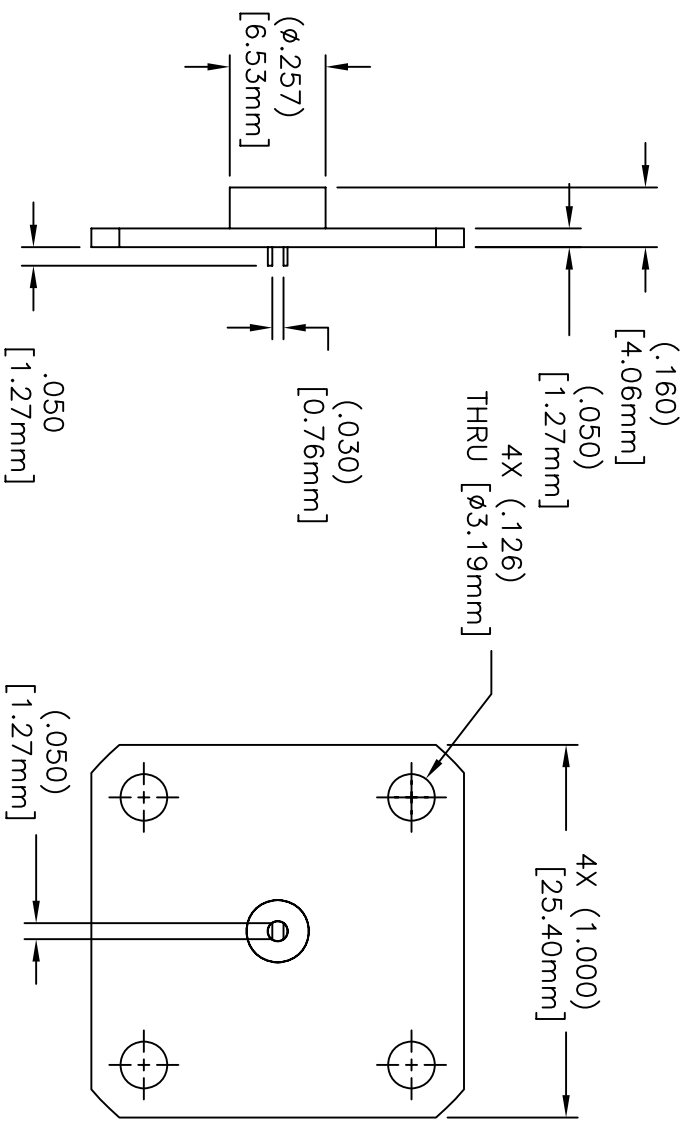 (.160)
[4.06mm]
(.050)
[1.27mm]
4X (.126)
THRU [ø3.19mm]
(.030)
[0.76mm]
(ø.257)
[6.53mm]
.050
[1.27mm]
4X (1.000)
[25.40mm]
(.050)
[1.27mm]